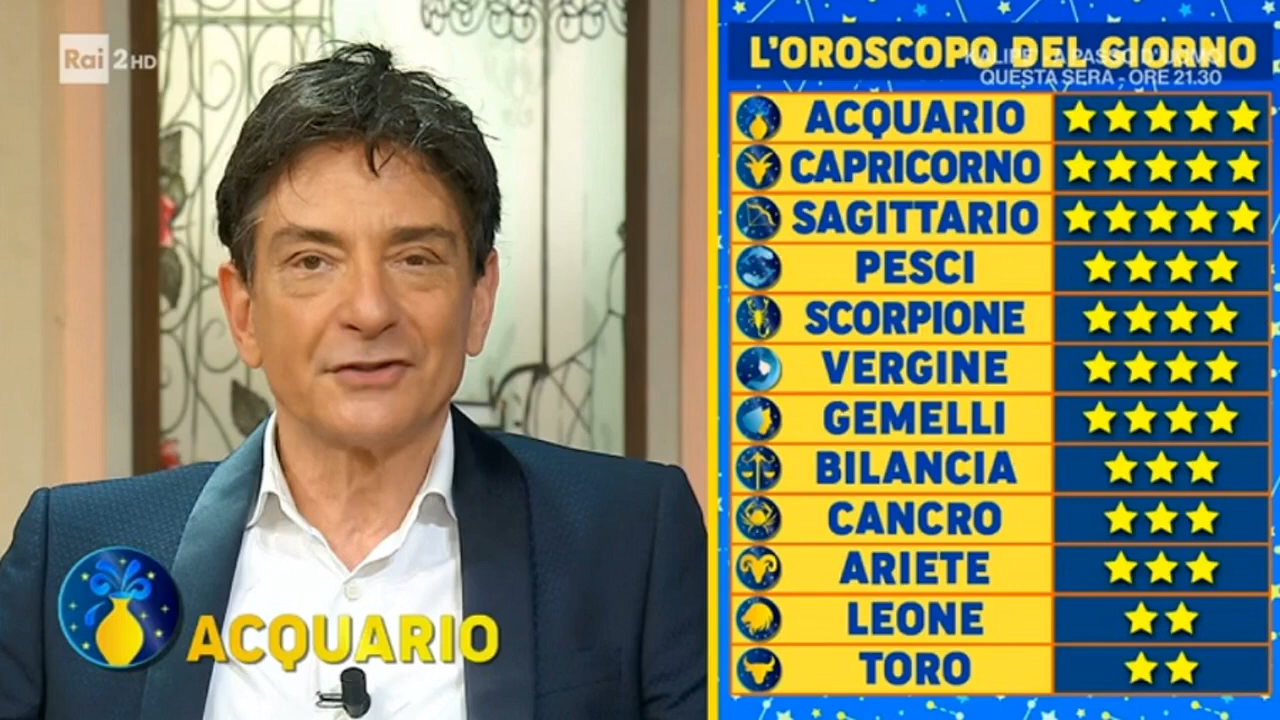 Rai 2HD
L'OROSCOPO DEL GIORNO
QUESTA SERA - ORE 21.30
ACQUARIO
CAPRICORNO
SAGITTARIO
PESCI
SCORPIONE
VERGINE
GEMELLI
BILANCIA
CANCRO
ARIETE
LEONE
TORO
ACQUARIO